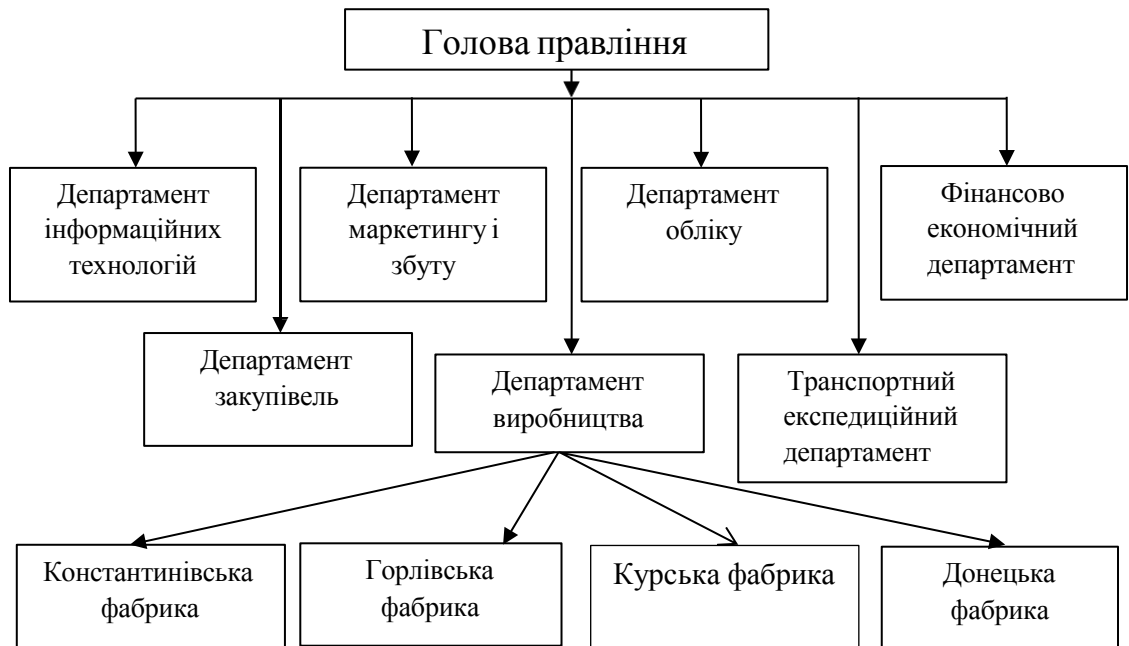 Голова правління
Департамент
інформаційних
технологій
Департамент
маркетингу і
збуту
Департамент
обліку
Фінансово
економічний
департамент
Департамент
закупівель
Департамент
виробництва
Транспортний
експедиційний
департамент
Константинівська
фабрика
Горлівська
фабрика
Курська фабрика
Донецька
фабрика